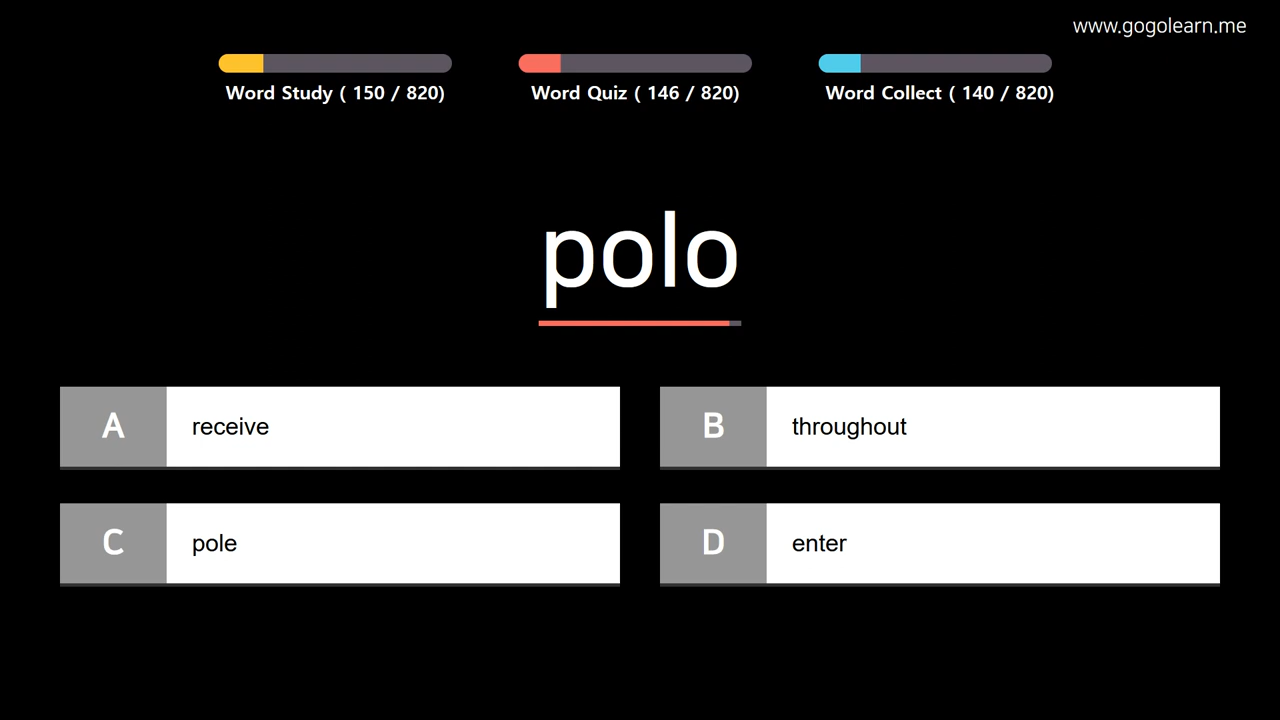 www.gogolearn.me
Word Study ( 150 / 820)
Word Quiz ( 146 / 820)
Word Collect ( 140 / 820)
polo
A
receive
B
throughout
C
pole
D
enter